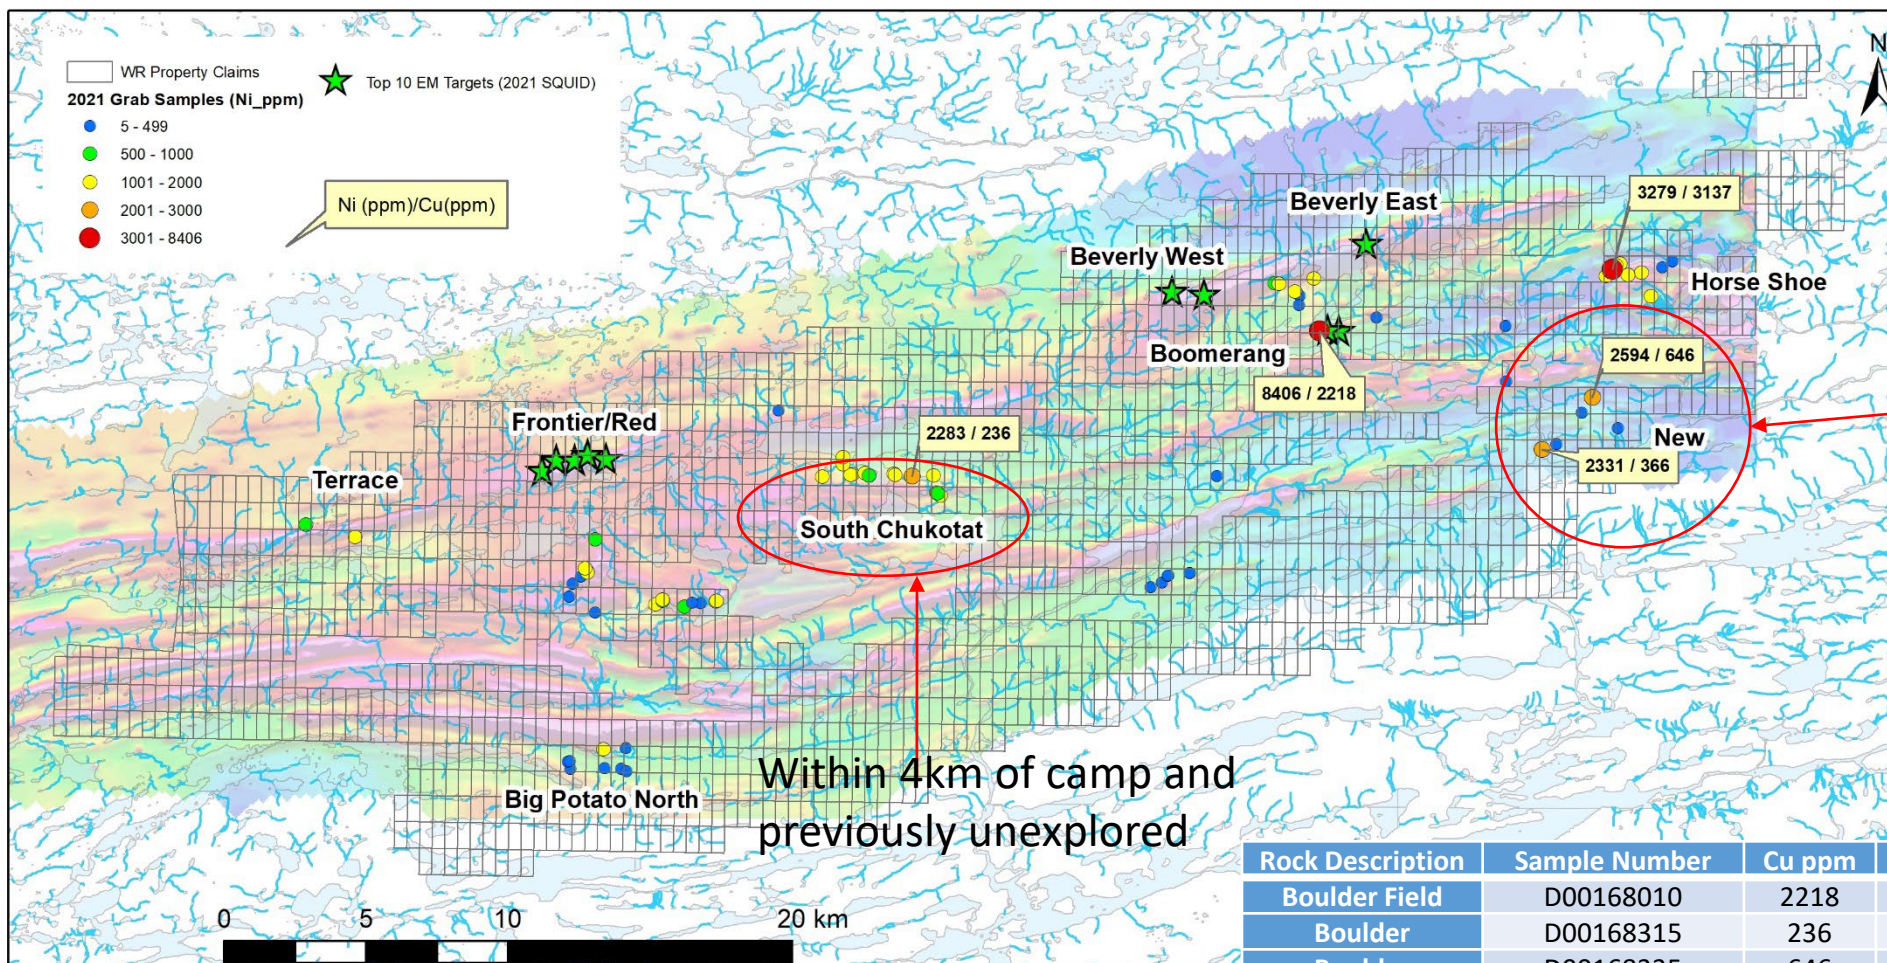 N
WR Property Claims
Top 10 EM Targets (2021 SQUID)
2021 Grab Samples (Ni_ppm)
5 - 499
500 - 1000
1001 - 2000
2001 - 3000
3001 - 8406
Ni (ppm)/Cu(ppm)
3279 / 3137
Beverly East
Beverly West
Horse Shoe
Boomerang
2594 / 646
8406 / 2218
Frontier/Red
2283 / 236
New
2331 / 366
Terrace
South Chukotat
Big Potato North
Within 4km of camp and
previously unexplored
0 5 10 20 km
Rock Description Sample Number Cu ppm
Boulder Field D00168010 2218
Boulder D00168315 236